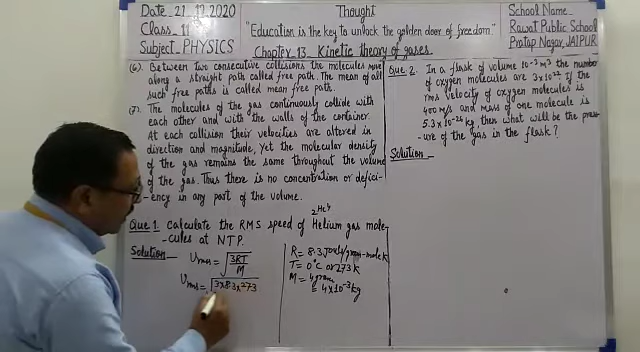 Date 21.12.2020
Class 11
Subject PHYSICS
Thought
"Education is the key to unlock the golden door of freedom"
Chapter 13 Kinetic theory of gases
School Name
Rawat Public School
Pratap Nagar, JAIPUR
(6) Between two consecutive collisions the molecules move
along a straight path called free path. The mean of all
such free paths is called mean free path.
(7) The molecules of the gas continuously collide with
each other and with the walls of the container.
At each collision their velocities are altered in
direction and magnitude, yet the molecular density
of the gas remains the same throughout the volume
of the gas. Thus there is no concentration or defici-
-ency in any part of the volume.
Que 1. Calculate the RMS speed of Helium gas mole-
-cules at NTP.
₂He⁴
Solution
Vrms = √(3RT/M)
Vrms = √3×8.3×273
R = 8.3 Joule/gram-mole K
T = 0°C or 273 K
M = 4 gram
= 4×10⁻³ kg
Que 2. In a flask of volume 10⁻³ m³ the number
of oxygen molecules are 3×10²² if the
rms velocity of oxygen molecules is
400 m/s and mass of one molecule is
5.3×10⁻²⁶ kg then what will be the press-
-ure of the gas in the flask?
Solution